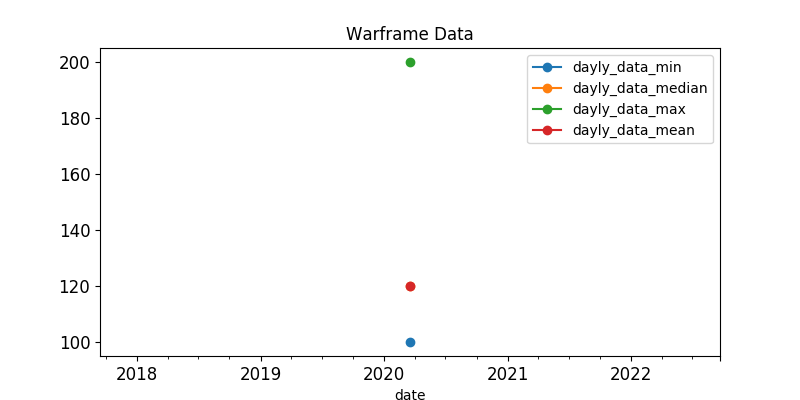 Warframe Data
dayly_data_min
dayly_data_median
dayly_data_max
dayly_data_mean
200
180
160
140
120
100
2018 2019 2020 2021 2022
date